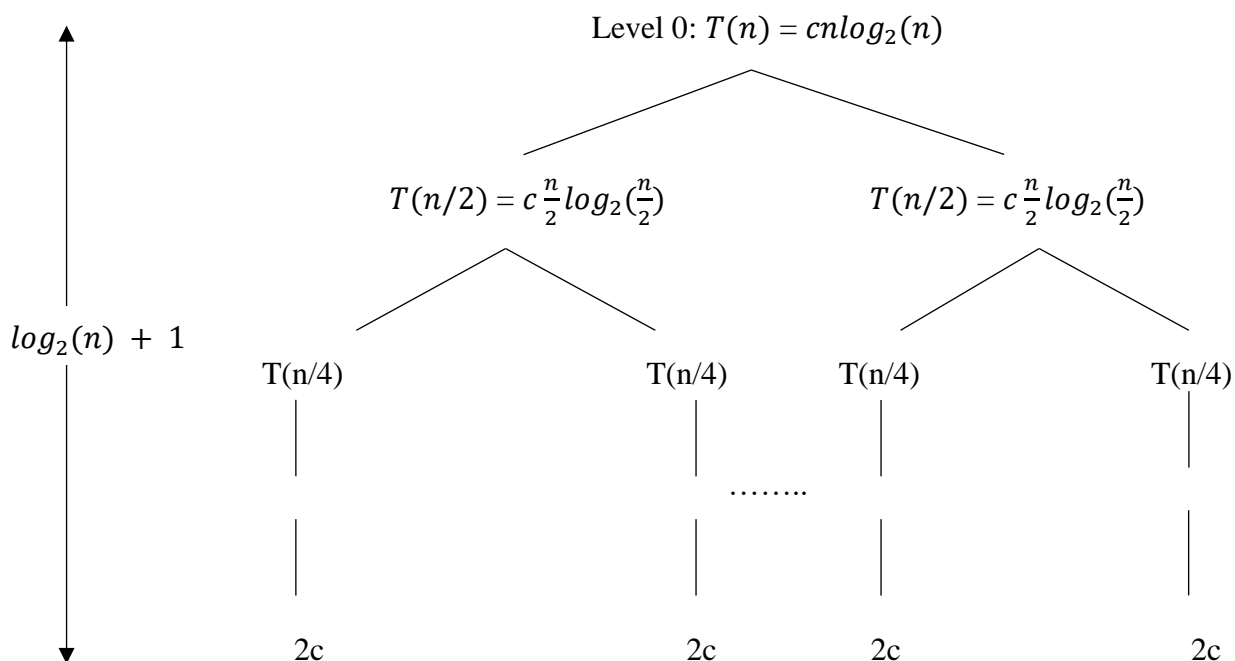 Level 0: T(n) = cnlog₂(n)
T(n/2) = c n/2 log₂(n/2) T(n/2) = c n/2 log₂(n/2)
log₂(n) + 1
T(n/4) T(n/4) T(n/4) T(n/4)
……..
2c 2c 2c 2c